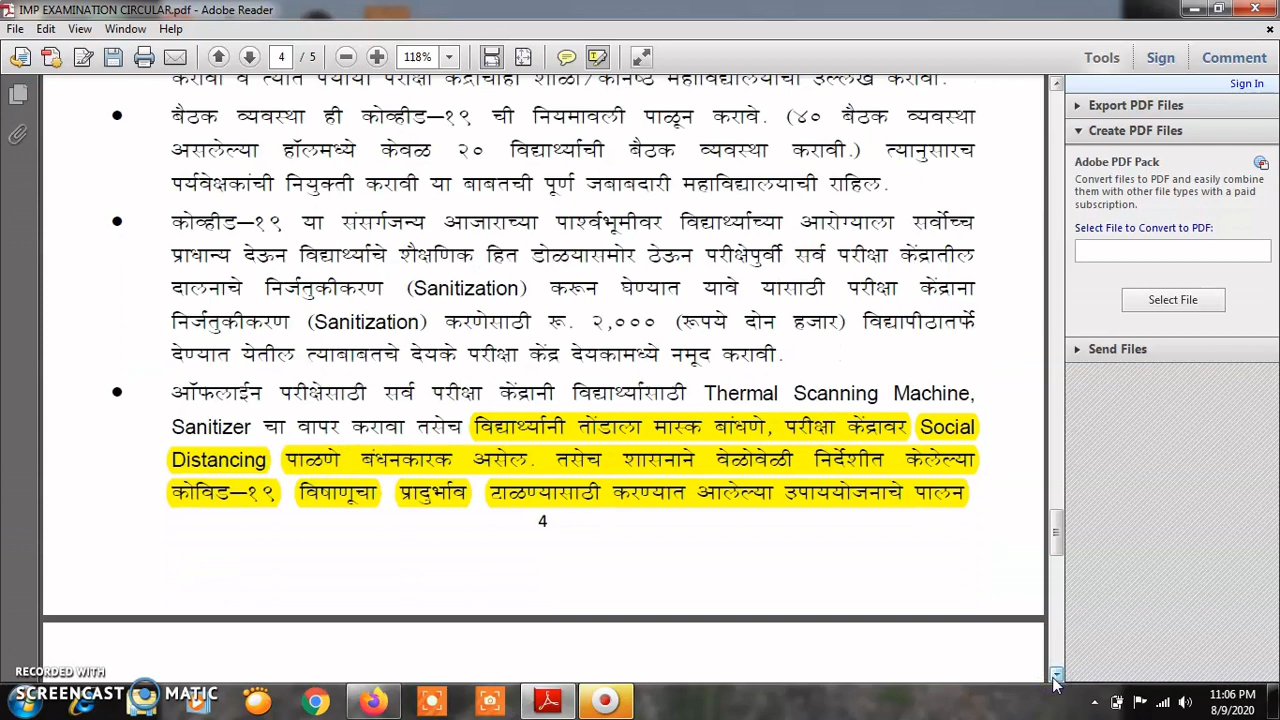 IMP EXAMINATION CIRCULAR.pdf - Adobe Reader
File Edit View Window Help
4 / 5 118% Tools Sign Comment
Sign In
Export PDF Files
Create PDF Files
Adobe PDF Pack
Convert files to PDF and easily combine
them with other file types with a paid
subscription.
Select File to Convert to PDF:
Select File
Send Files
करावा व त्यात पर्यायी परीक्षा केंद्राचाही शाळा/कनिष्ठ महाविद्यालयाचा उल्लेख करावा.
बैठक व्यवस्था ही कोव्हीड–१९ ची नियमावली पाळून करावे. (४० बैठक व्यवस्था
असलेल्या हॉलमध्ये केवळ २० विद्यार्थ्याची बैठक व्यवस्था करावी.) त्यानुसारच
पर्यवेक्षकांची नियुक्ती करावी या बाबतची पूर्ण जबाबदारी महाविद्यालयाची राहिल.
कोव्हीड–१९ या संसर्गजन्य आजाराच्या पार्श्वभूमीवर विद्यार्थ्याच्या आरोग्याला सर्वोच्च
प्राधान्य देऊन विद्यार्थ्याचे शैक्षणिक हित डोळयासमोर ठेऊन परीक्षेपुर्वी सर्व परीक्षा केंद्रातील
दालनाचे निर्जतुकीकरण (Sanitization) करून घेण्यात यावे यासाठी परीक्षा केंद्राना
निर्जतुकीकरण (Sanitization) करणेसाठी रू. २,००० (रूपये दोन हजार) विद्यापीठातर्फे
देण्यात येतील त्याबाबतचे देयके परीक्षा केंद्र देयकामध्ये नमूद करावी.
ऑफलाईन परीक्षेसाठी सर्व परीक्षा केंद्रानी विद्यार्थ्यासाठी Thermal Scanning Machine,
Sanitizer चा वापर करावा तसेच विद्यार्थ्यानी तोंडाला मास्क बांधणे, परीक्षा केंद्रावर Social
Distancing पाळणे बंधनकारक असेल. तसेच शासनाने वेळोवेळी निर्देशीत केलेल्या
कोविड–१९ विषाणूचा प्रादुर्भाव टाळण्यासाठी करण्यात आलेल्या उपाययोजनाचे पालन
4
RECORDED WITH
SCREENCAST MATIC
11:06 PM
8/9/2020